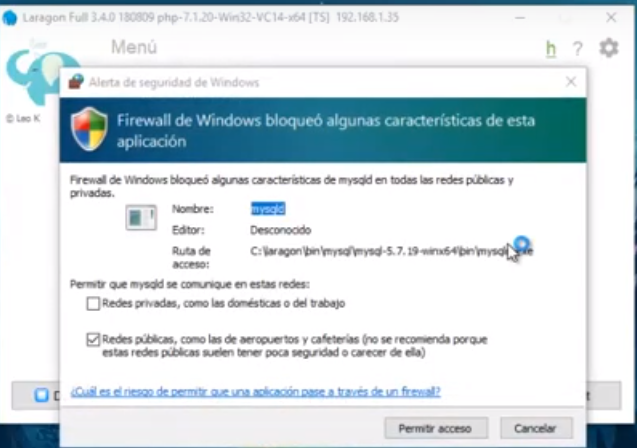 Laragon Full 3.4.0 180809 php-7.1.20-Win32-VC14-x64 [TS] 192.168.1.35
Menú
h ?
© Leo K
Alerta de seguridad de Windows
Firewall de Windows bloqueó algunas características de esta
aplicación
Firewall de Windows bloqueó algunas características de mysqld en todas las redes públicas y
privadas.
Nombre: mysqld
Editor: Desconocido
Ruta de C:\laragon\bin\mysql\mysql-5.7.19-winx64\bin\mysql
acceso:
Permitir que mysqld se comunique en estas redes:
Redes privadas, como las domésticas o del trabajo
Redes públicas, como las de aeropuertos y cafeterías (no se recomienda porque
estas redes públicas suelen tener poca seguridad o carecer de ella)
¿Cuál es el riesgo de permitir que una aplicación pase a través de un firewall?
Permitir acceso
Cancelar